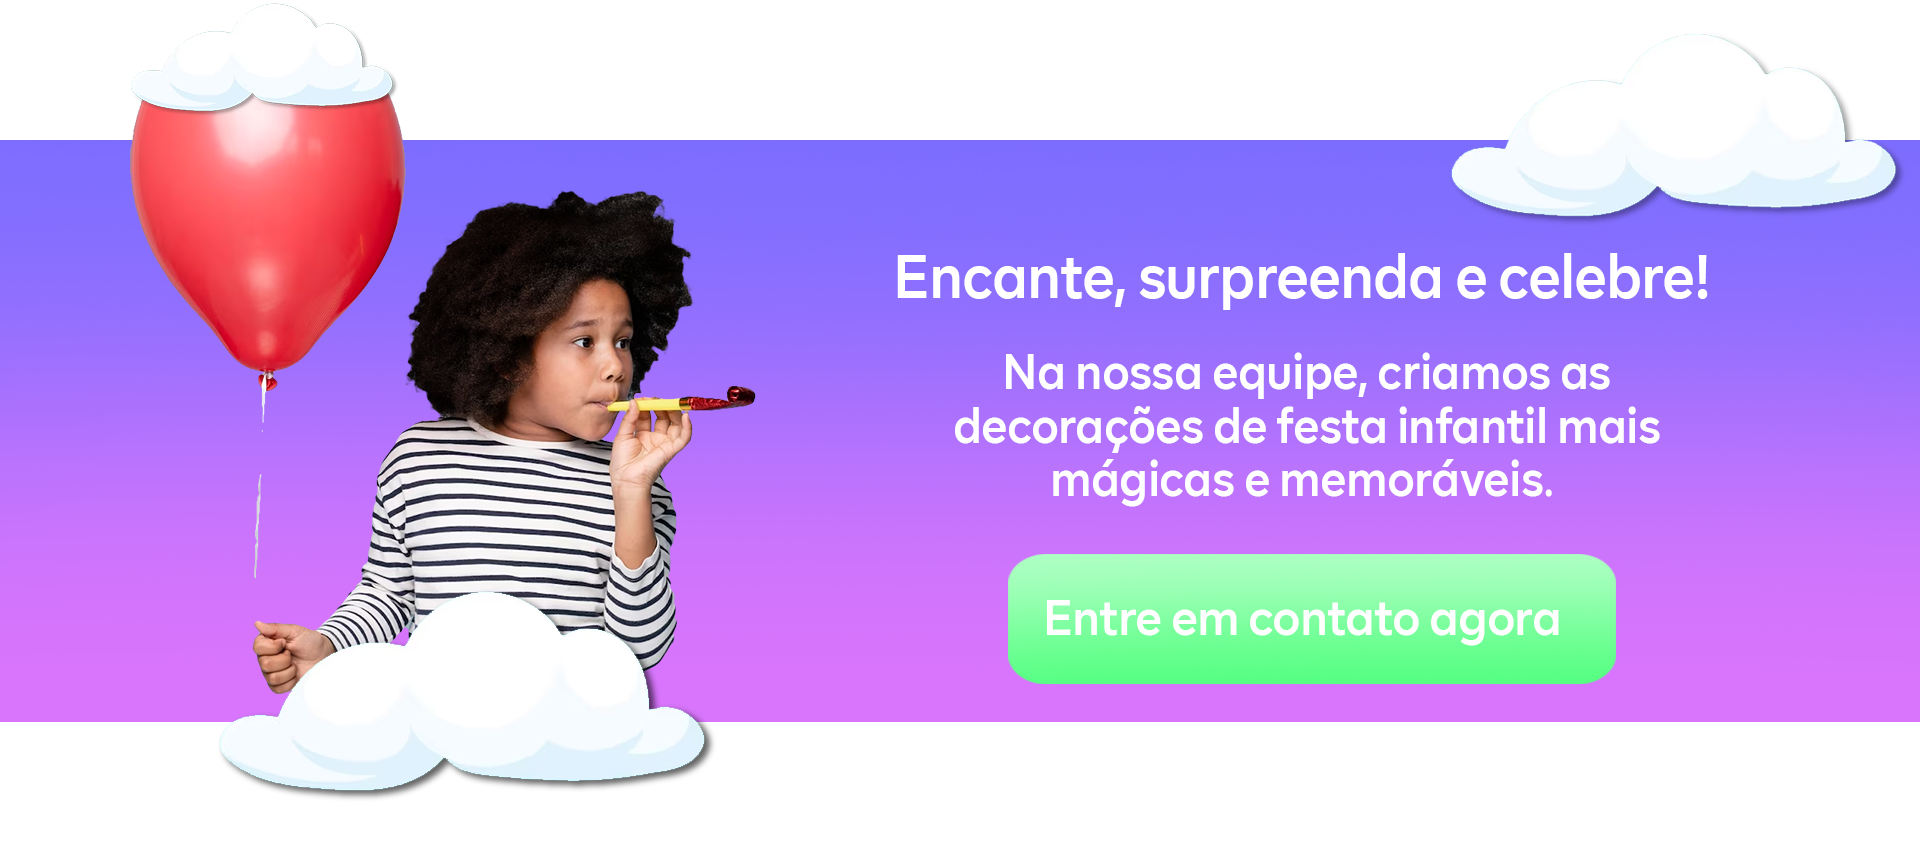 Encante, surpreenda e celebre!
Na nossa equipe, criamos as
decorações de festa infantil mais
mágicas e memoráveis.
Entre em contato agora